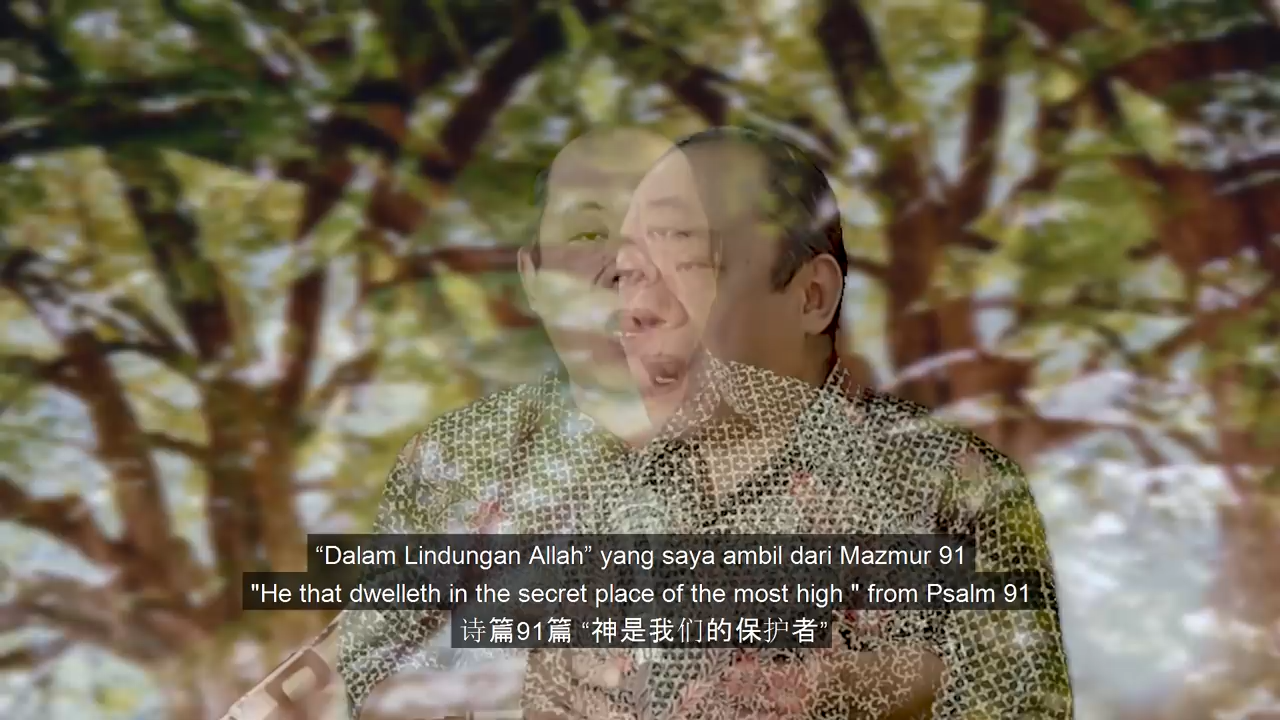 “Dalam Lindungan Allah” yang saya ambil dari Mazmur 91
"He that dwelleth in the secret place of the most high " from Psalm 91
诗篇91篇 “神是我们的保护者”